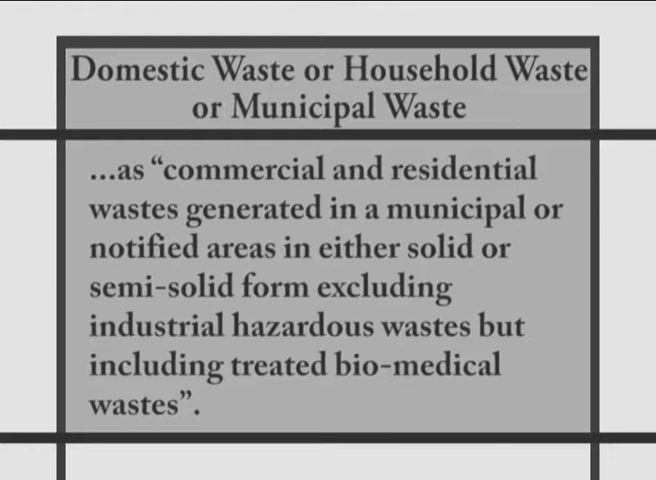 Domestic Waste or Household Waste
or Municipal Waste
...as “commercial and residential
wastes generated in a municipal or
notified areas in either solid or
semi-solid form excluding
industrial hazardous wastes but
including treated bio-medical
wastes”.